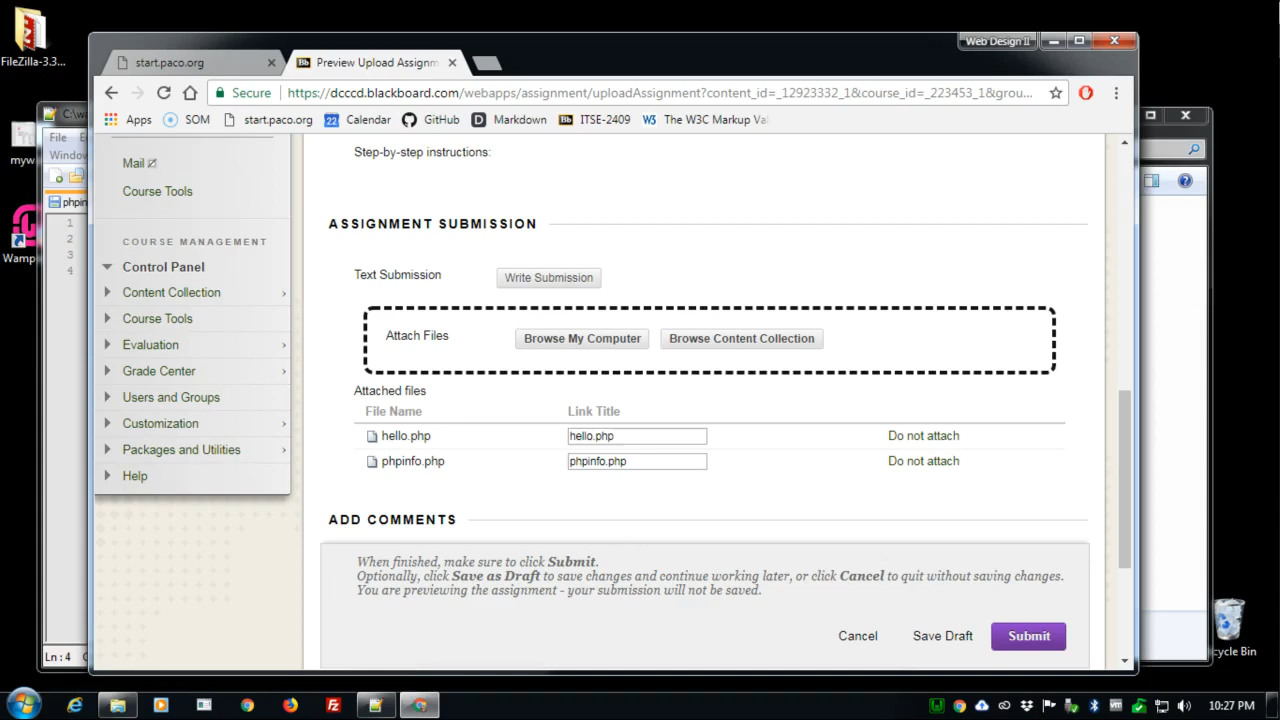 FileZilla-3.3...
Web Design II
start.paco.org
Preview Upload Assignm
Secure
https://dcccd.blackboard.com/webapps/assignment/uploadAssignment?content_id=_12923332_1&course_id=_223453_1&grou...
Apps
SOM
start.paco.org
Calendar
GitHub
Markdown
ITSE-2409
The W3C Markup Val
C:\w
File
Window
myw
phpin
1
2
3
4
Wamp
Ln:4
Mail
Course Tools
COURSE MANAGEMENT
Control Panel
Content Collection
Course Tools
Evaluation
Grade Center
Users and Groups
Customization
Packages and Utilities
Help
Step-by-step instructions:
ASSIGNMENT SUBMISSION
Text Submission
Write Submission
Attach Files
Browse My Computer
Browse Content Collection
Attached files
File Name
Link Title
hello.php
hello.php
Do not attach
phpinfo.php
phpinfo.php
Do not attach
ADD COMMENTS
When finished, make sure to click Submit.
Optionally, click Save as Draft to save changes and continue working later, or click Cancel to quit without saving changes.
You are previewing the assignment - your submission will not be saved.
Cancel
Save Draft
Submit
cycle Bin
10:27 PM